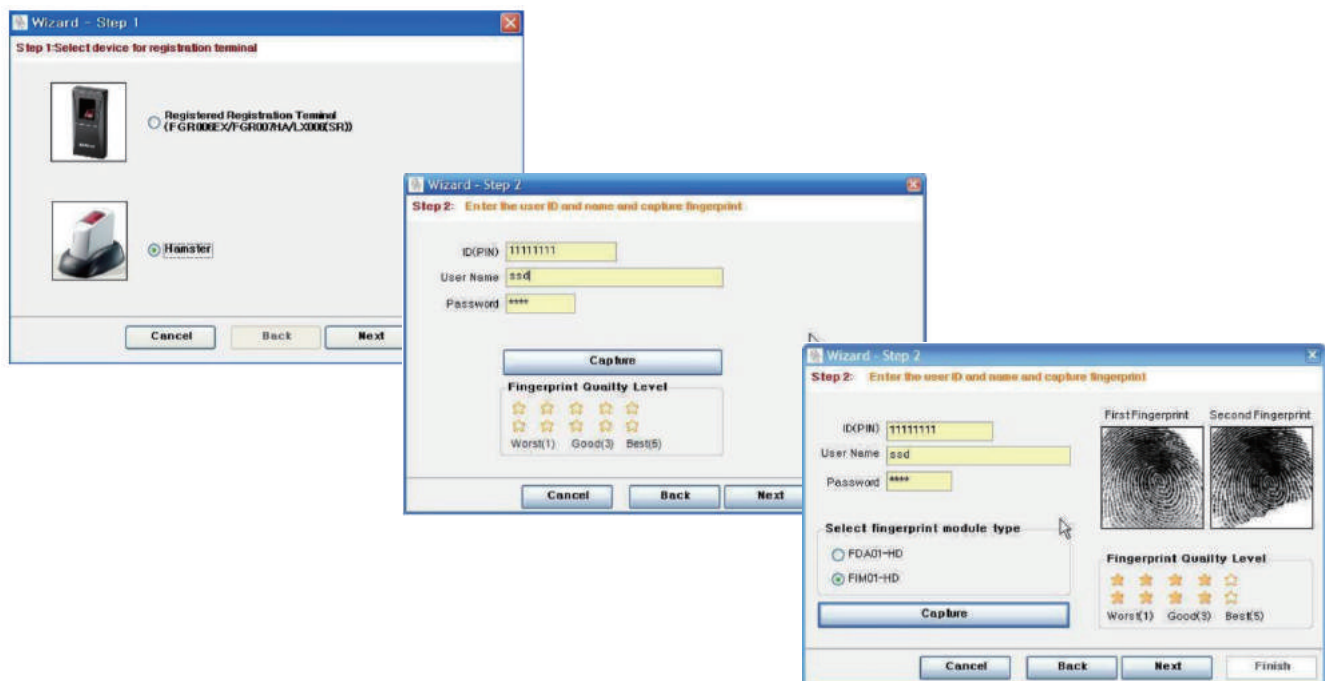 Wizard - Step 1
Step 1:Select device for registration terminal
Registered Registration Teminal
(FGR006EX/FGR007HA/LX006(SR))
Hamster
Cancel
Back
Next
Wizard - Step 2
Step 2: Enter the user ID and name and capture fingerprint
ID(PIN) 11111111
User Name ssd
Password ****
Capture
Fingerprint Quailty Level
Worst(1) Good(3) Best(5)
Cancel
Back
Next
Wizard - Step 2
Step 2: Enter the user ID and name and capture fingerprint
First Fingerprint Second Fingerprint
ID(PIN) 11111111
User Name ssd
Password ****
Select fingerprint module type
FDA01-HD
FIM01-HD
Capture
Fingerprint Quailty Level
Worst(1) Good(3) Best(5)
Cancel
Back
Next
Finish